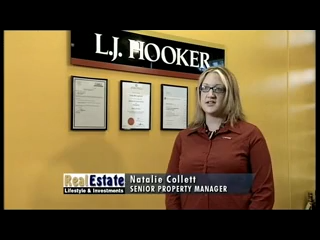 L.J. HOOKER
Real Estate
Lifestyle & Investments
Natalie Collett
SENIOR PROPERTY MANAGER